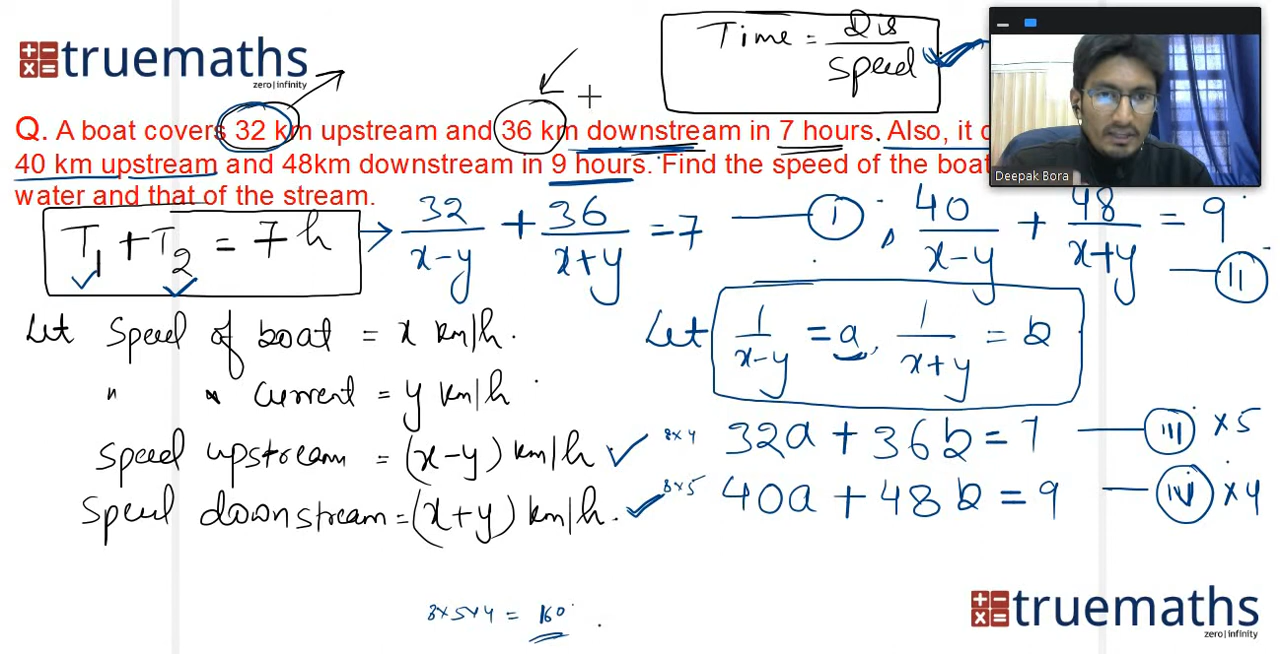 truemaths
zero|infinity
Time = Dis / Speed
Deepak Bora
Q. A boat covers 32 km upstream and 36 km downstream in 7 hours. Also, it
40 km upstream and 48km downstream in 9 hours. Find the speed of the boat
water and that of the stream.
T1 + T2 = 7h → 32/(x-y) + 36/(x+y) = 7 — (i) ; 40/(x-y) + 48/(x+y) = 9 — (ii)
Let Speed of boat = x km/h.
" " Current = y km/h
Speed upstream = (x-y) km/h ✓
Speed downstream = (x+y) km/h. ✓
Let 1/(x-y) = a, 1/(x+y) = b
8×4 32a + 36b = 7 — (iii) ×5
8×5 40a + 48b = 9 — (iv) ×4
8×5×4 = 160
truemaths
zero|infinity